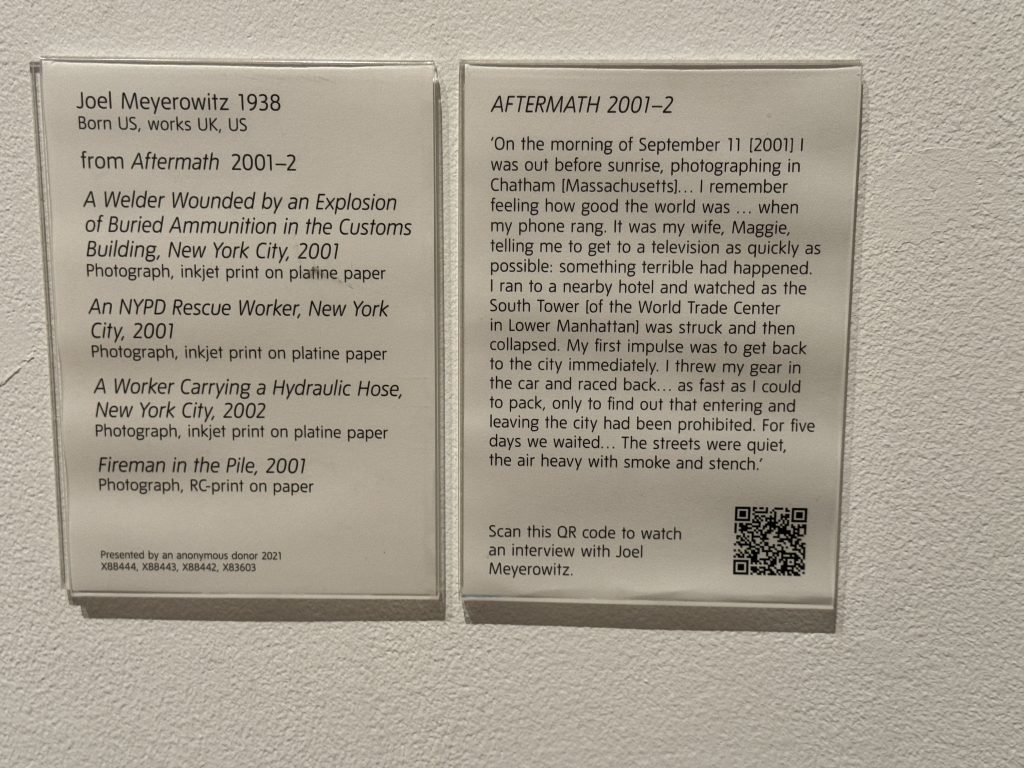 Joel Meyerowitz 1938
Born US, works UK, US
from Aftermath 2001–2
A Welder Wounded by an Explosion
of Buried Ammunition in the Customs
Building, New York City, 2001
Photograph, inkjet print on platine paper
An NYPD Rescue Worker, New York
City, 2001
Photograph, inkjet print on platine paper
A Worker Carrying a Hydraulic Hose,
New York City, 2002
Photograph, inkjet print on platine paper
Fireman in the Pile, 2001
Photograph, RC-print on paper
Presented by an anonymous donor 2021
X88444, X88443, X88442, X83603
AFTERMATH 2001–2
‘On the morning of September 11 [2001] I
was out before sunrise, photographing in
Chatham [Massachusetts]… I remember
feeling how good the world was … when
my phone rang. It was my wife, Maggie,
telling me to get to a television as quickly as
possible: something terrible had happened.
I ran to a nearby hotel and watched as the
South Tower [of the World Trade Center
in Lower Manhattan] was struck and then
collapsed. My first impulse was to get back
to the city immediately. I threw my gear in
the car and raced back… as fast as I could
to pack, only to find out that entering and
leaving the city had been prohibited. For five
days we waited… The streets were quiet,
the air heavy with smoke and stench.’
Scan this QR code to watch
an interview with Joel
Meyerowitz.